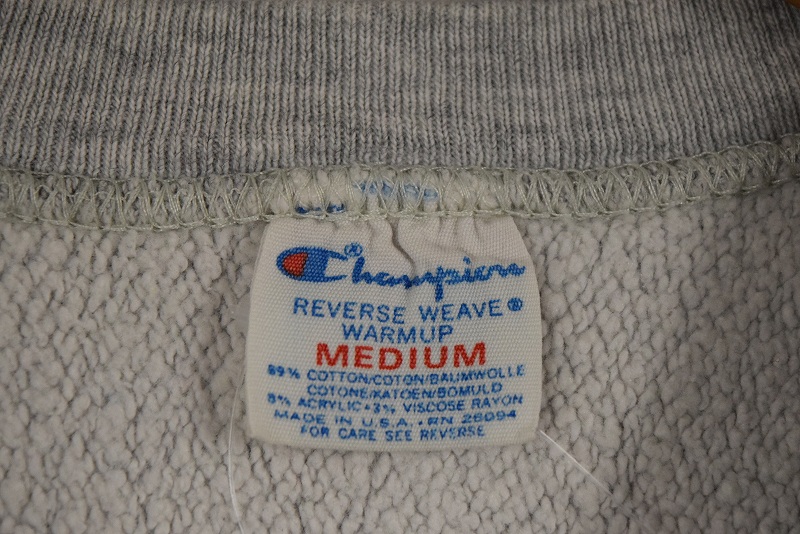 Champion®
REVERSE WEAVE®
WARMUP
MEDIUM
89% COTTON/COTON/BAUMWOLLE
COTONE/KATOEN/BOMULD
8% ACRYLIC • 3% VISCOSE RAYON
MADE IN U.S.A. • RN 26094
FOR CARE SEE REVERSE